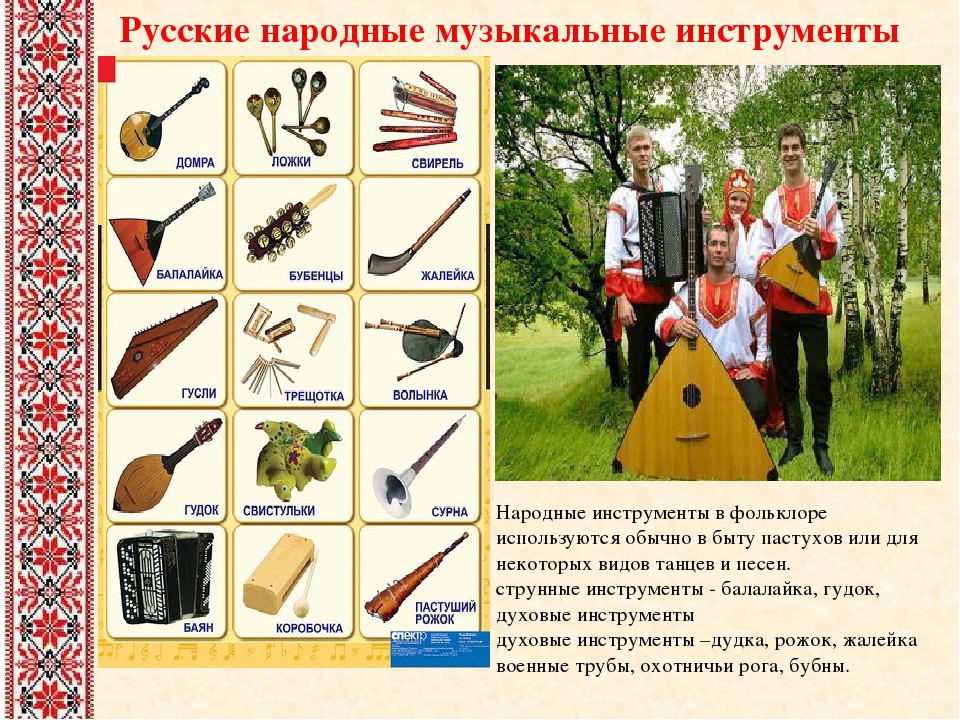 Русские народные музыкальные инструменты
ДОМРА
ЛОЖКИ
СВИРЕЛЬ
БАЛАЛАЙКА
БУБЕНЦЫ
ЖАЛЕЙКА
ГУСЛИ
ТРЕЩОТКА
ВОЛЫНКА
ГУДОК
СВИСТУЛЬКИ
СУРНА
БАЯН
КОРОБОЧКА
ПАСТУШИЙ
РОЖОК
СПЕКТР
Народные инструменты в фольклоре
используются обычно в быту пастухов или для
некоторых видов танцев и песен.
струнные инструменты - балалайка, гудок,
духовые инструменты
духовые инструменты –дудка, рожок, жалейка
военные трубы, охотничьи рога, бубны.